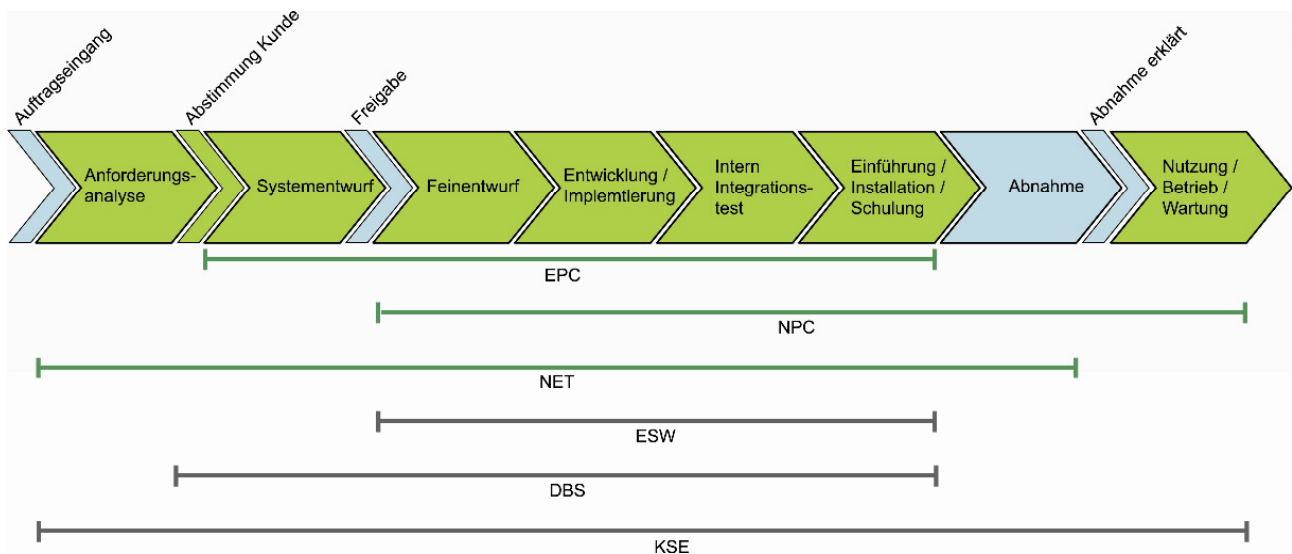 Auftragseingang
Abstimmung Kunde
Freigabe
Abnahme erklärt
Anforderungs-
analyse
Systementwurf
Feinentwurf
Entwicklung /
Implemtierung
Intern
Integrations-
test
Einführung /
Installation /
Schulung
Abnahme
Nutzung /
Betrieb /
Wartung
EPC
NPC
NET
ESW
DBS
KSE